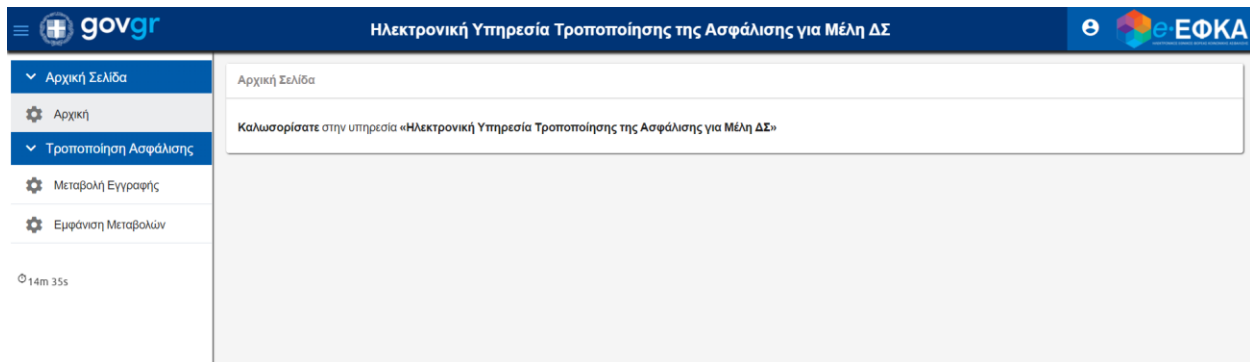 govgr
Ηλεκτρονική Υπηρεσία Τροποποίησης της Ασφάλισης για Μέλη ΔΣ
e-ΕΦΚΑ
Αρχική Σελίδα
Αρχική
Τροποποίηση Ασφάλισης
Μεταβολή Εγγραφής
Εμφάνιση Μεταβολών
14m 35s
Αρχική Σελίδα
Καλωσορίσατε στην υπηρεσία «Ηλεκτρονική Υπηρεσία Τροποποίησης της Ασφάλισης για Μέλη ΔΣ»